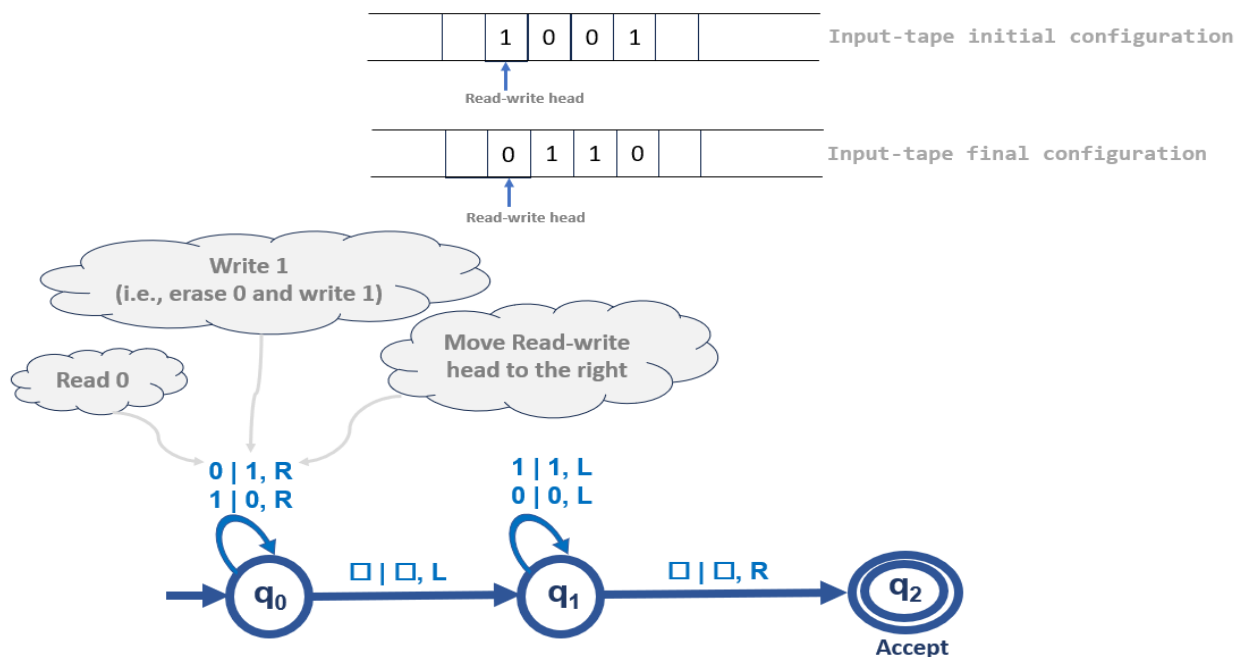 1 0 0 1 Input-tape initial configuration
Read-write head
0 1 1 0 Input-tape final configuration
Read-write head
Write 1
(i.e., erase 0 and write 1)
Move Read-write
head to the right
Read 0
0 | 1, R
1 | 0, R
1 | 1, L
0 | 0, L
□ | □, L
□ | □, R
q₀
q₁
q₂
Accept